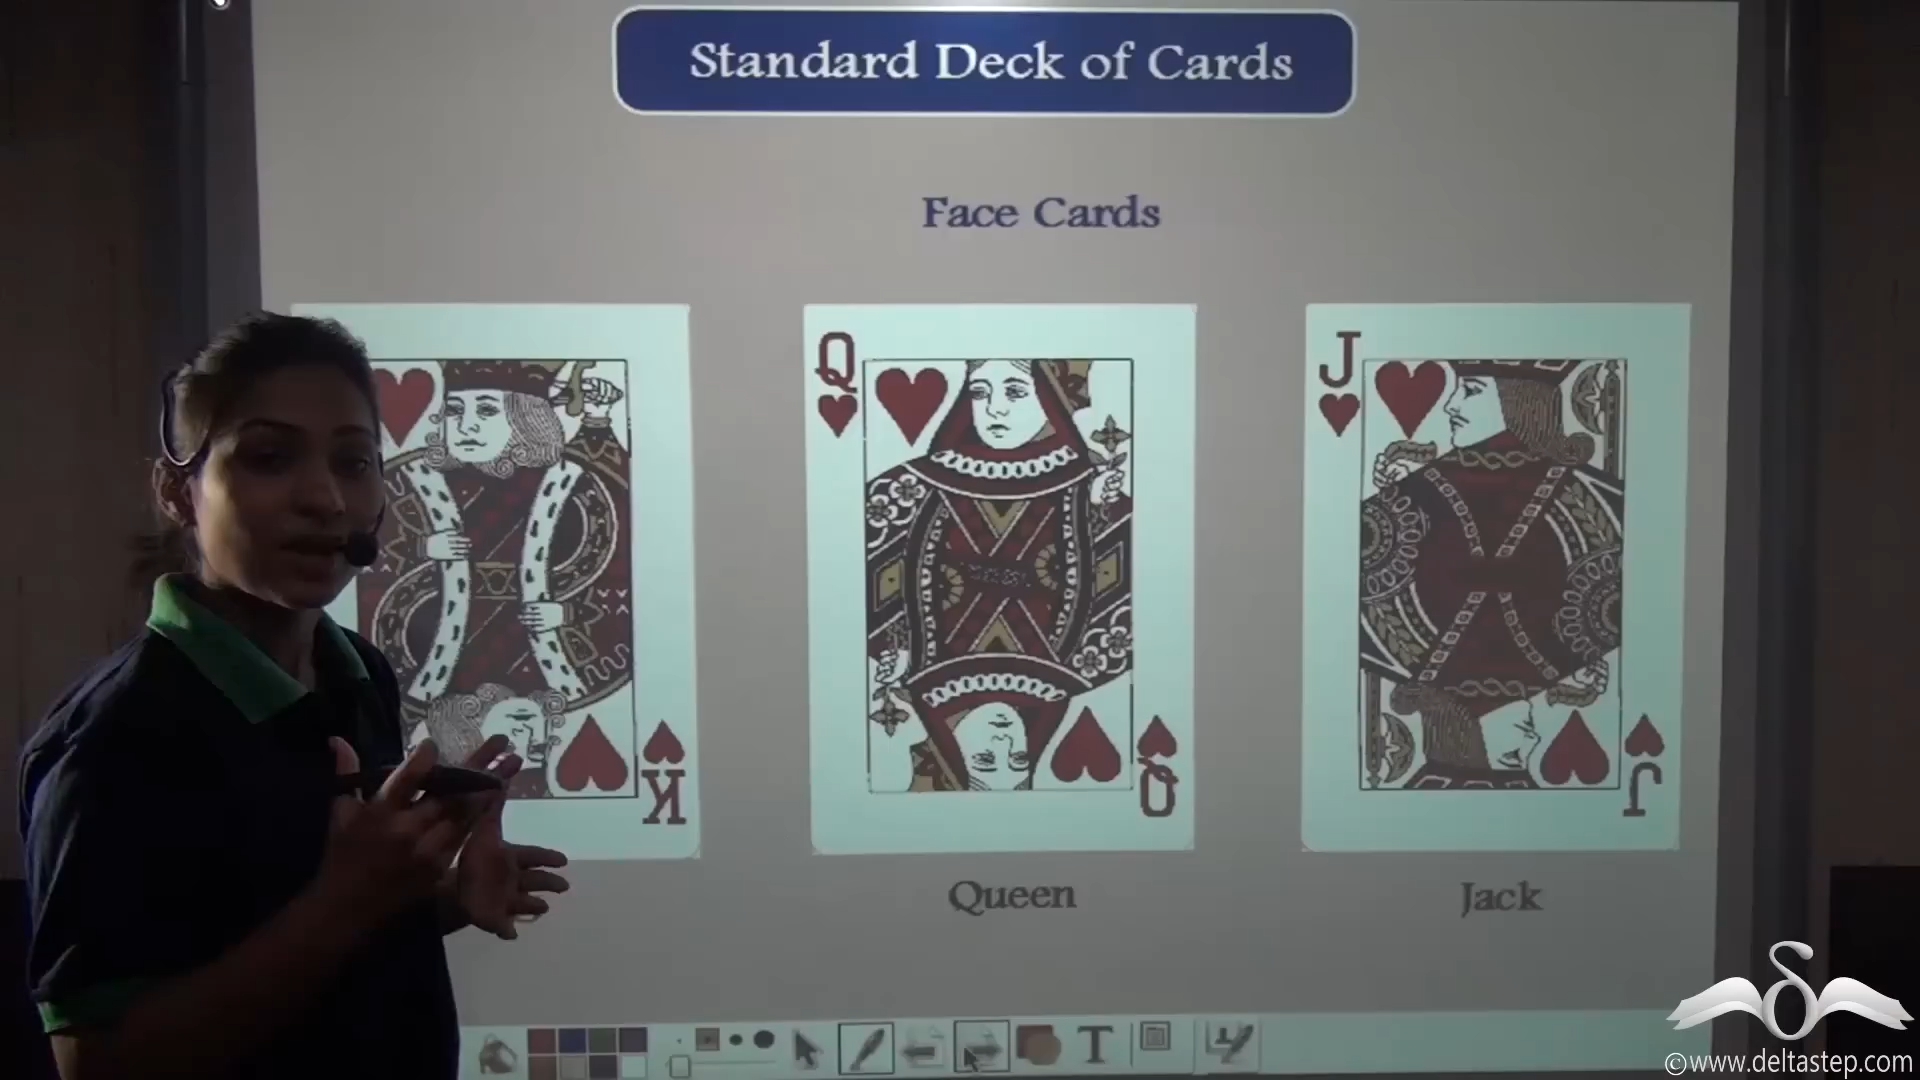 Standard Deck of Cards
Face Cards
Q
J
K
Q
J
Queen
Jack
T
©www.deltastep.com